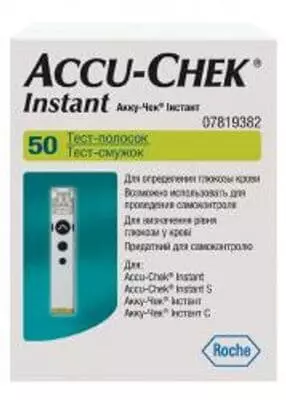 ACCU-CHEK®
Instant Акку-Чек® Інстант
07819382
50 Тест-полосок
Тест-смужок
Для определения глюкозы крови
Возможно использовать для
проведения самоконтроля
Для визначення рівня
глюкози у крові
Придатний для самоконтролю
Для:
Accu-Chek® Instant
Accu-Chek® Instant S
Акку-Чек® Інстант
Акку-Чек® Інстант С
Roche